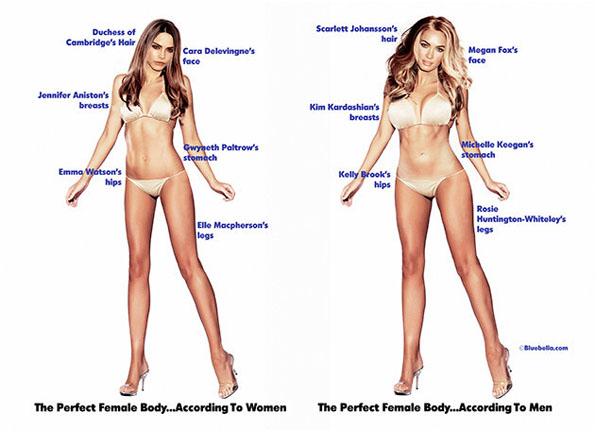 Duchess of
Cambridge's Hair
Cara Delevingne's
face
Jennifer Aniston's
breasts
Gwyneth Paltrow's
stomach
Emma Watson's
hips
Elle Macpherson's
legs
The Perfect Female Body...According To Women
Scarlett Johansson's
hair
Megan Fox's
face
Kim Kardashian's
breasts
Michelle Keegan's
stomach
Kelly Brook's
hips
Rosie
Huntington-Whiteley's
legs
©Bluebella.com
The Perfect Female Body...According To Men